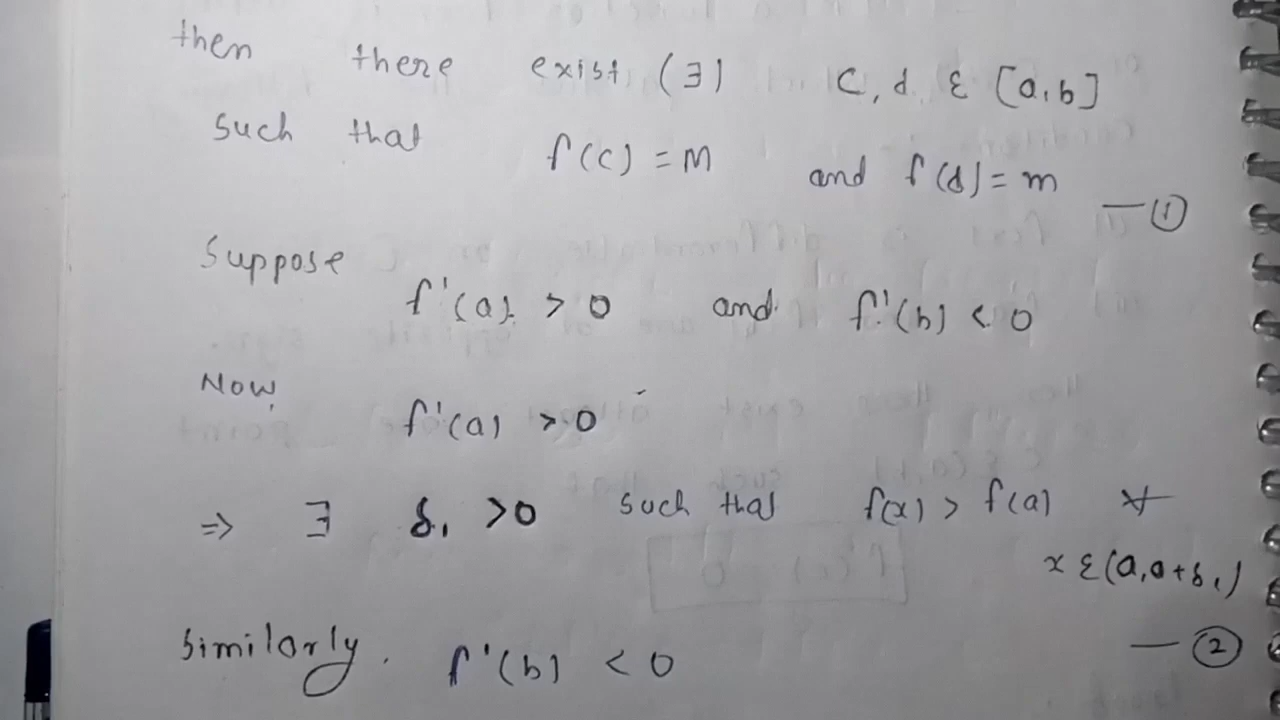 then there exist (∃) c, d ε [a,b]
such that f(c) = M and f(d) = m
— ①
Suppose
f'(a) > 0 and f'(b) < 0
Now,
f'(a) > 0
⇒ ∃ δ₁ > 0 such that f(x) > f(a) ∀
x ε (a, a+δ₁)
— ②
Similarly, f'(b) < 0